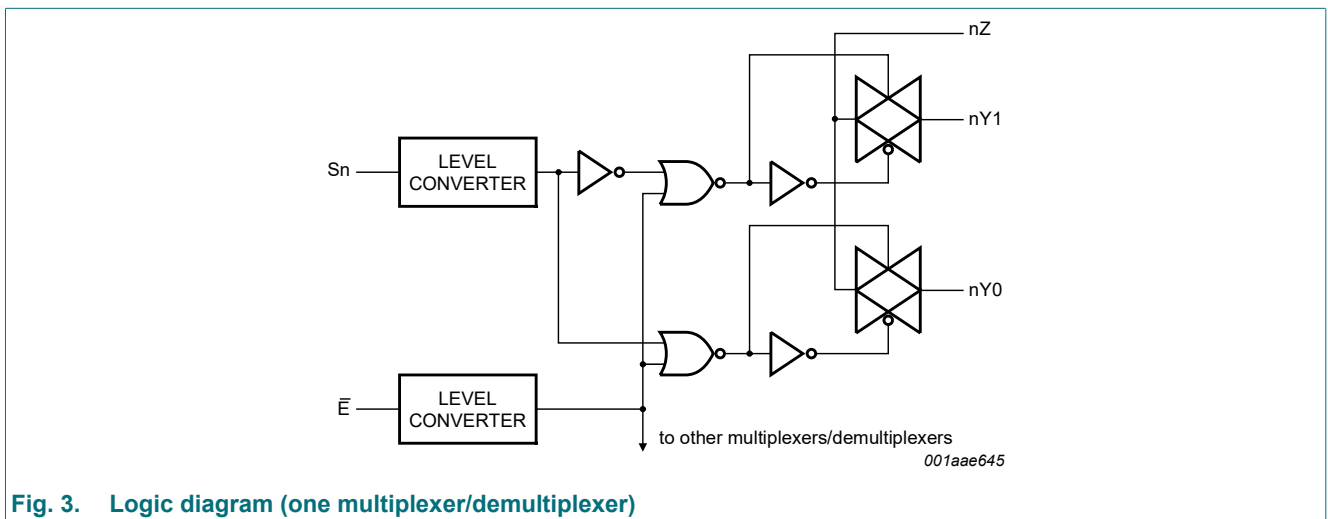 nZ
nY1
Sn
LEVEL
CONVERTER
nY0
E̅
LEVEL
CONVERTER
to other multiplexers/demultiplexers
001aae645
Fig. 3. Logic diagram (one multiplexer/demultiplexer)